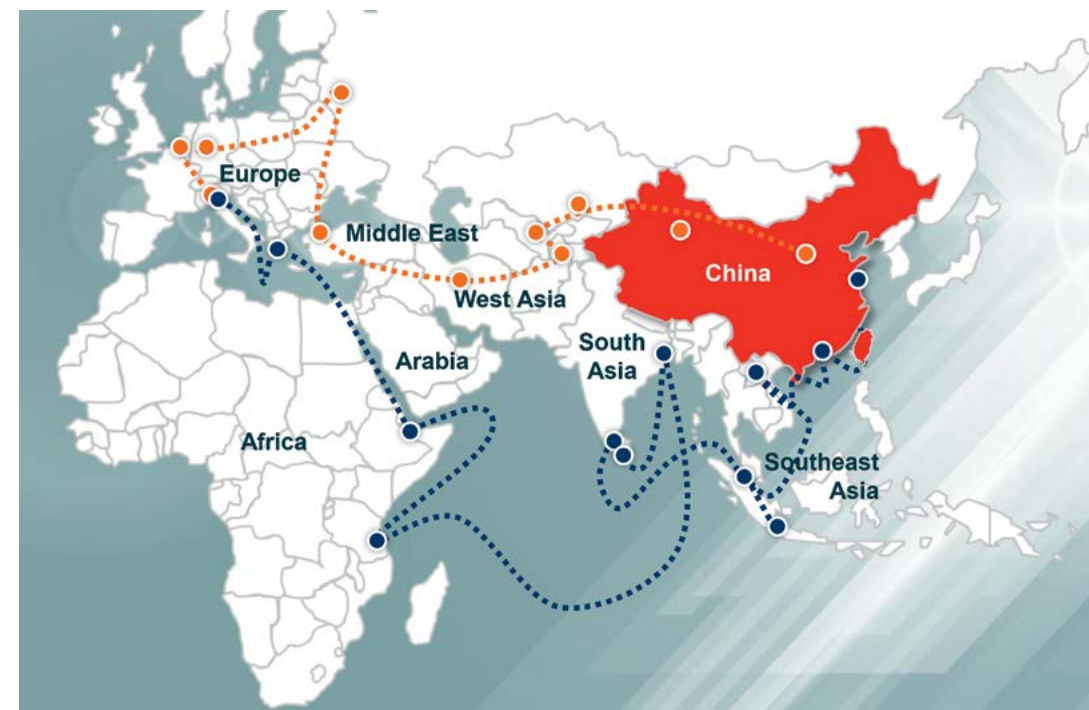 Europe
Middle East
China
West Asia
South
Asia
Arabia
Africa
Southeast
Asia